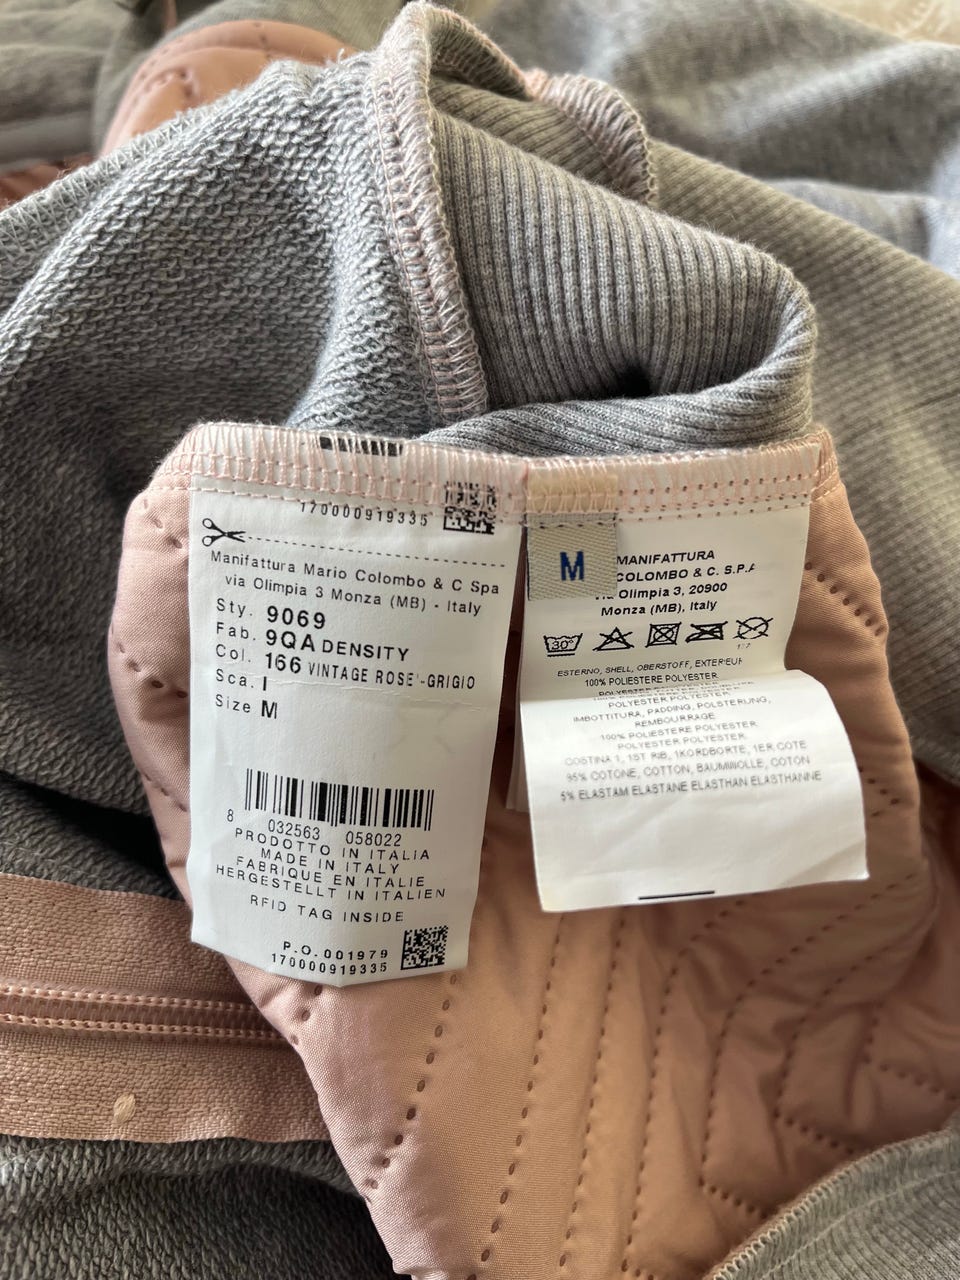 170000919335
Manifattura Mario Colombo & C Spa
via Olimpia 3 Monza (MB) - Italy
Sty. 9069
Fab. 9QA DENSITY
Col. 166 VINTAGE ROSE'-GRIGIO
Sca. I
Size M
8 032563 058022
PRODOTTO IN ITALIA
MADE IN ITALY
FABRIQUE EN ITALIE
HERGESTELLT IN ITALIEN
RFID TAG INSIDE
P.O. 001979
170000919335
M
MANIFATTURA
COLOMBO & C. S.P.A
Olimpia 3, 20900
Monza (MB), Italy
30°
ESTERNO, SHELL, OBERSTOFF, EXTERIEUR
100% POLIESTERE POLYESTER
POLYESTER POLYESTER
IMBOTTITURA, PADDING, POLSTERUNG,
REMBOURRAGE
100% POLIESTERE POLYESTER
POLYESTER POLYESTER
COSTINA 1, 1ST RIB, 1KORDBORTE, 1ER COTE
95% COTONE, COTTON, BAUMWOLLE, COTON
5% ELASTAM ELASTANE ELASTHAN ELASTHANNE